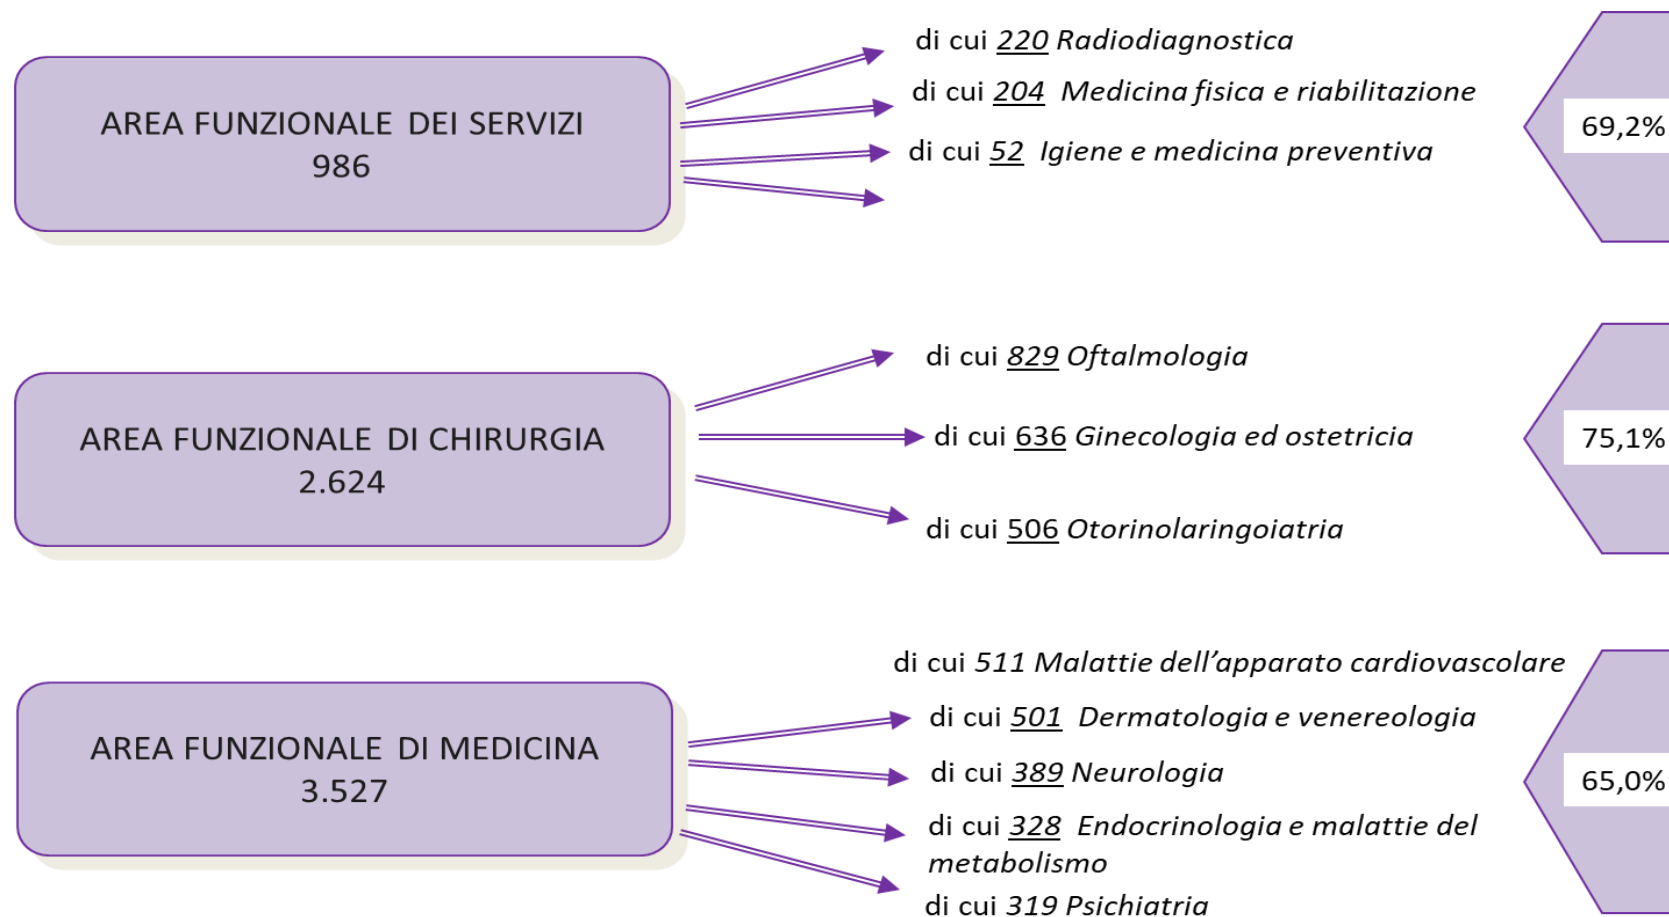 AREA FUNZIONALE DEI SERVIZI
986
di cui 220 Radiodiagnostica
di cui 204 Medicina fisica e riabilitazione
di cui 52 Igiene e medicina preventiva
69,2%
AREA FUNZIONALE DI CHIRURGIA
2.624
di cui 829 Oftalmologia
di cui 636 Ginecologia ed ostetricia
di cui 506 Otorinolaringoiatria
75,1%
AREA FUNZIONALE DI MEDICINA
3.527
di cui 511 Malattie dell’apparato cardiovascolare
di cui 501 Dermatologia e venereologia
di cui 389 Neurologia
di cui 328 Endocrinologia e malattie del
metabolismo
di cui 319 Psichiatria
65,0%